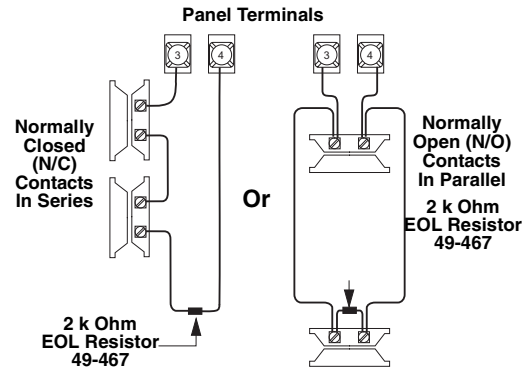 Panel Terminals
3
4
3
4
Normally
Closed
(N/C)
Contacts
In Series
Or
Normally
Open (N/O)
Contacts
In Parallel
2 k Ohm
EOL Resistor
49-467
2 k Ohm
EOL Resistor
49-467